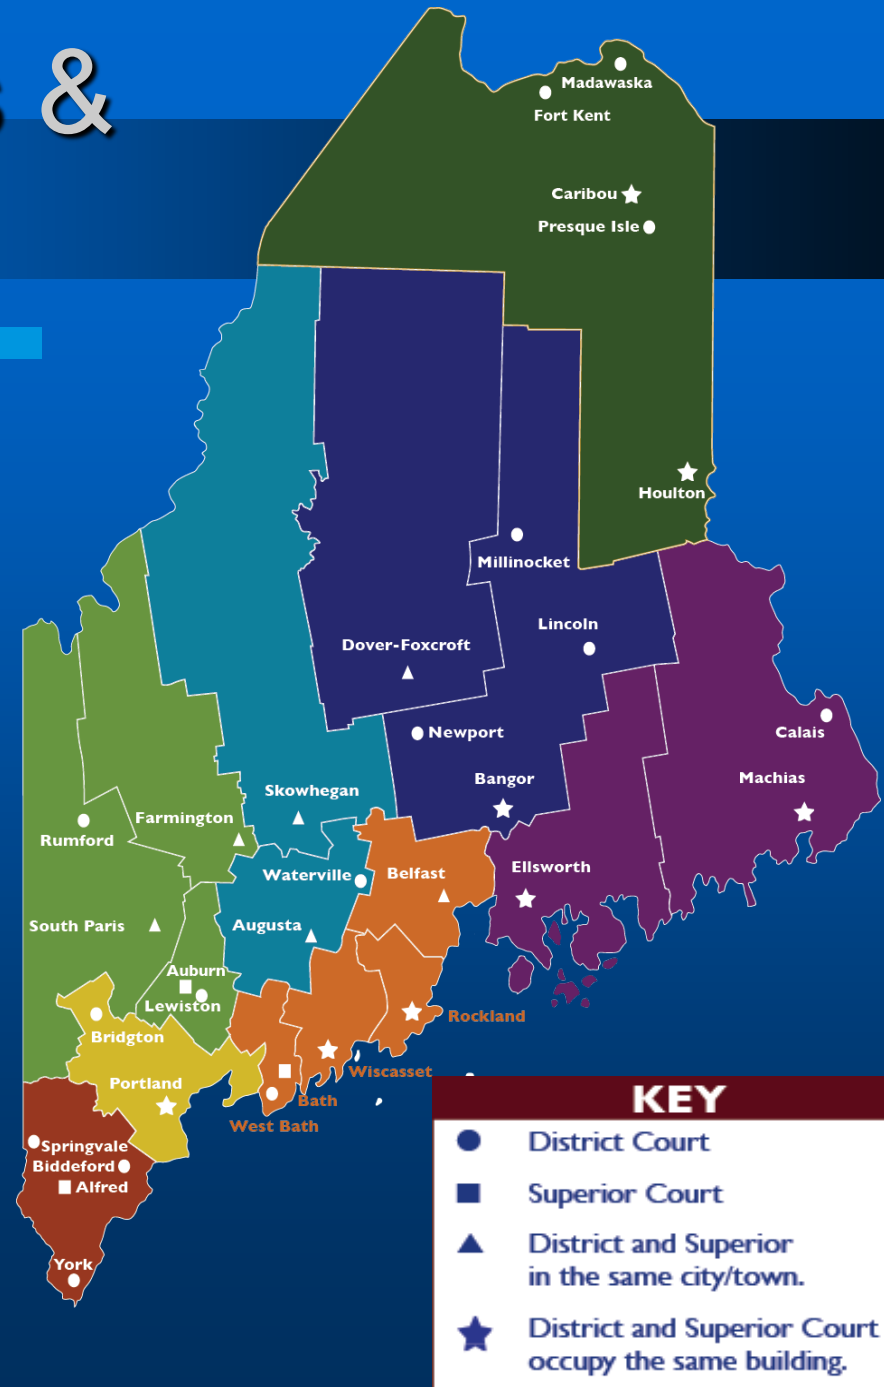 &
Madawaska
Fort Kent
Caribou
Presque Isle
Houlton
Millinocket
Lincoln
Dover-Foxcroft
Newport
Calais
Bangor
Machias
Skowhegan
Farmington
Rumford
Ellsworth
Belfast
Waterville
South Paris
Augusta
Auburn
Lewiston
Rockland
Bridgton
Wiscasset
Portland
Bath
West Bath
Springvale
Biddeford
Alfred
York
KEY
District Court
Superior Court
District and Superior
in the same city/town.
District and Superior Court
occupy the same building.